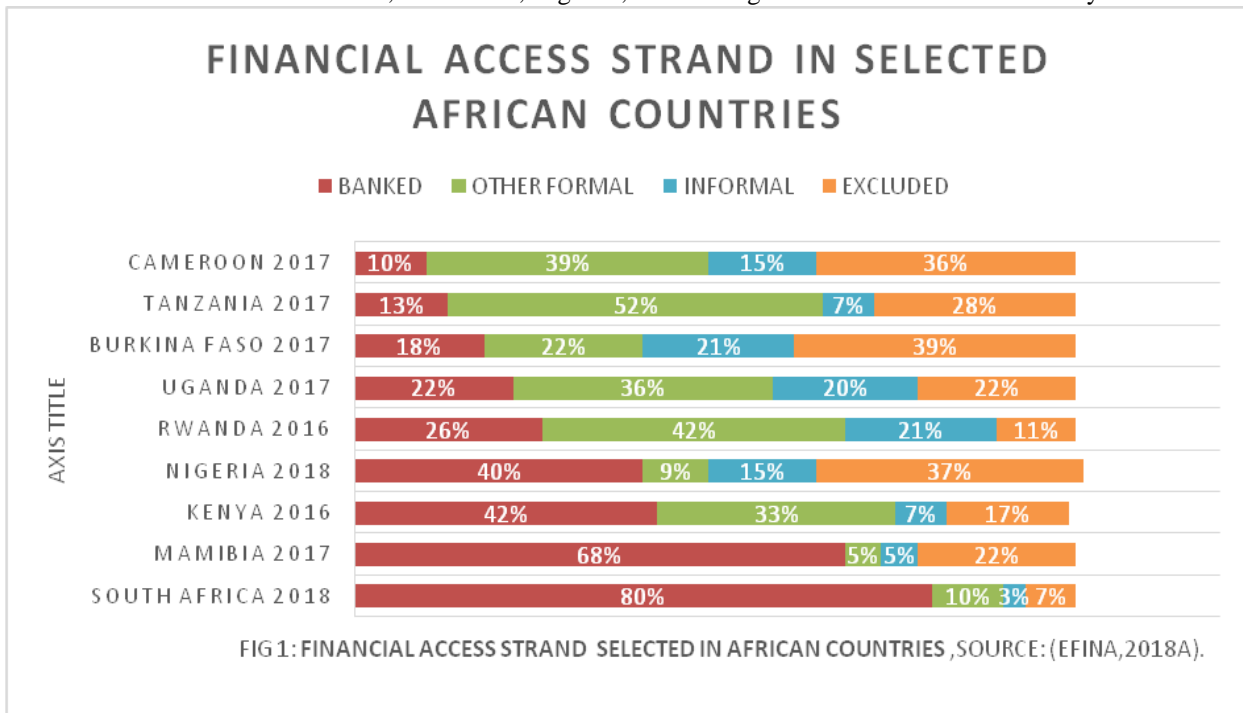 FINANCIAL ACCESS STRAND IN SELECTED
AFRICAN COUNTRIES
BANKED OTHER FORMAL INFORMAL EXCLUDED
CAMEROON 2017 10% 39% 15% 36%
TANZANIA 2017 13% 52% 7% 28%
BURKINA FASO 2017 18% 22% 21% 39%
UGANDA 2017 22% 36% 20% 22%
RWANDA 2016 26% 42% 21% 11%
NIGERIA 2018 40% 9% 15% 37%
KENYA 2016 42% 33% 7% 17%
MAMIBIA 2017 68% 5% 5% 22%
SOUTH AFRICA 2018 80% 10% 3% 7%
AXIS TITLE
FIG 1: FINANCIAL ACCESS STRAND SELECTED IN AFRICAN COUNTRIES ,SOURCE: (EFINA,2018A).